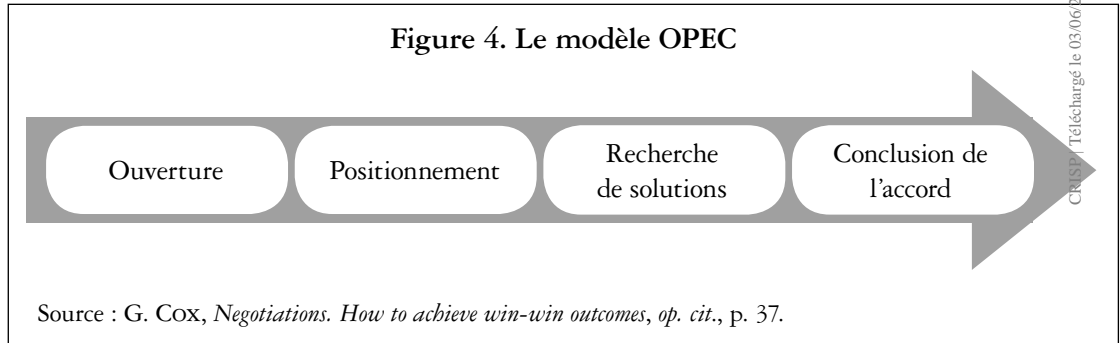 Figure 4. Le modèle OPEC
Ouverture
Positionnement
Recherche
de solutions
Conclusion de
l'accord
Source : G. COX, Negotiations. How to achieve win-win outcomes, op. cit., p. 37.
CRISP | Téléchargé le 03/06/2